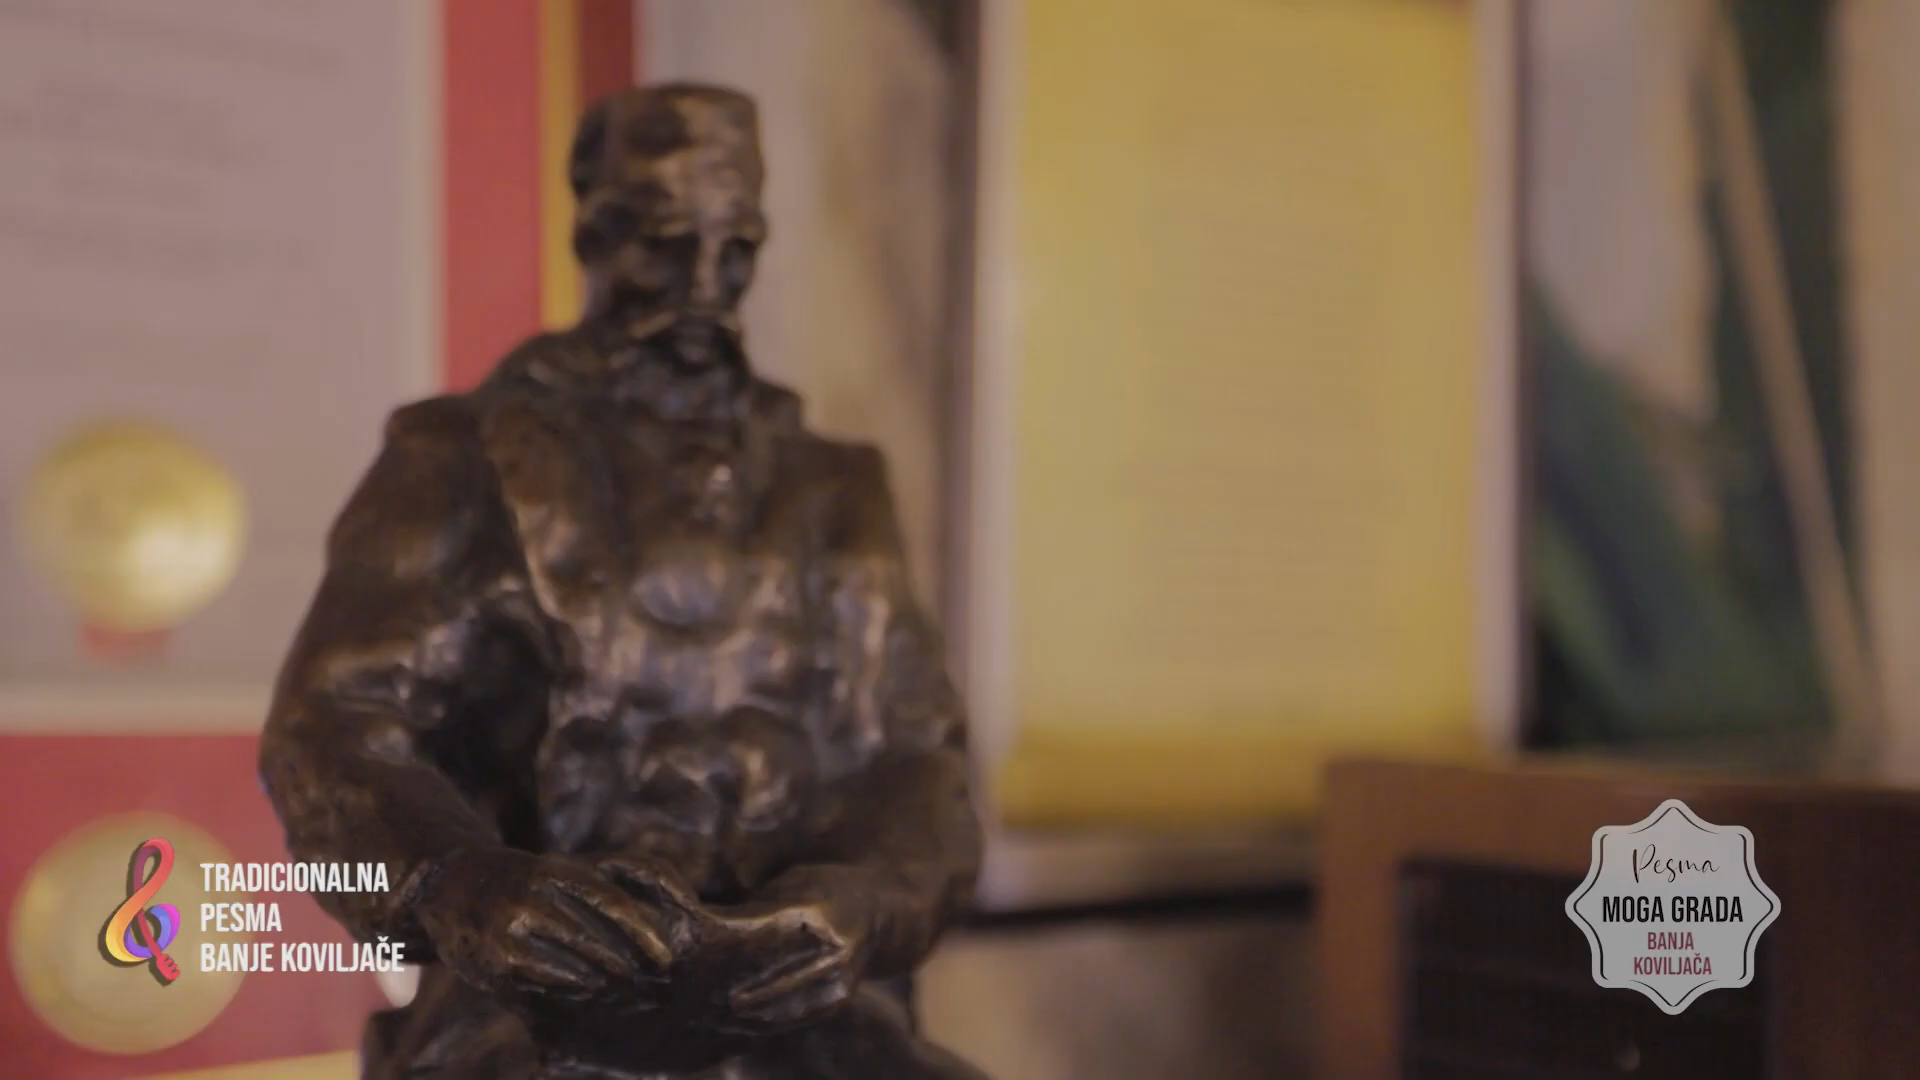 TRADICIONALNA
PESMA
BANJE KOVILJAČE
Pesma
MOGA GRADA
BANJA
KOVILJAČA